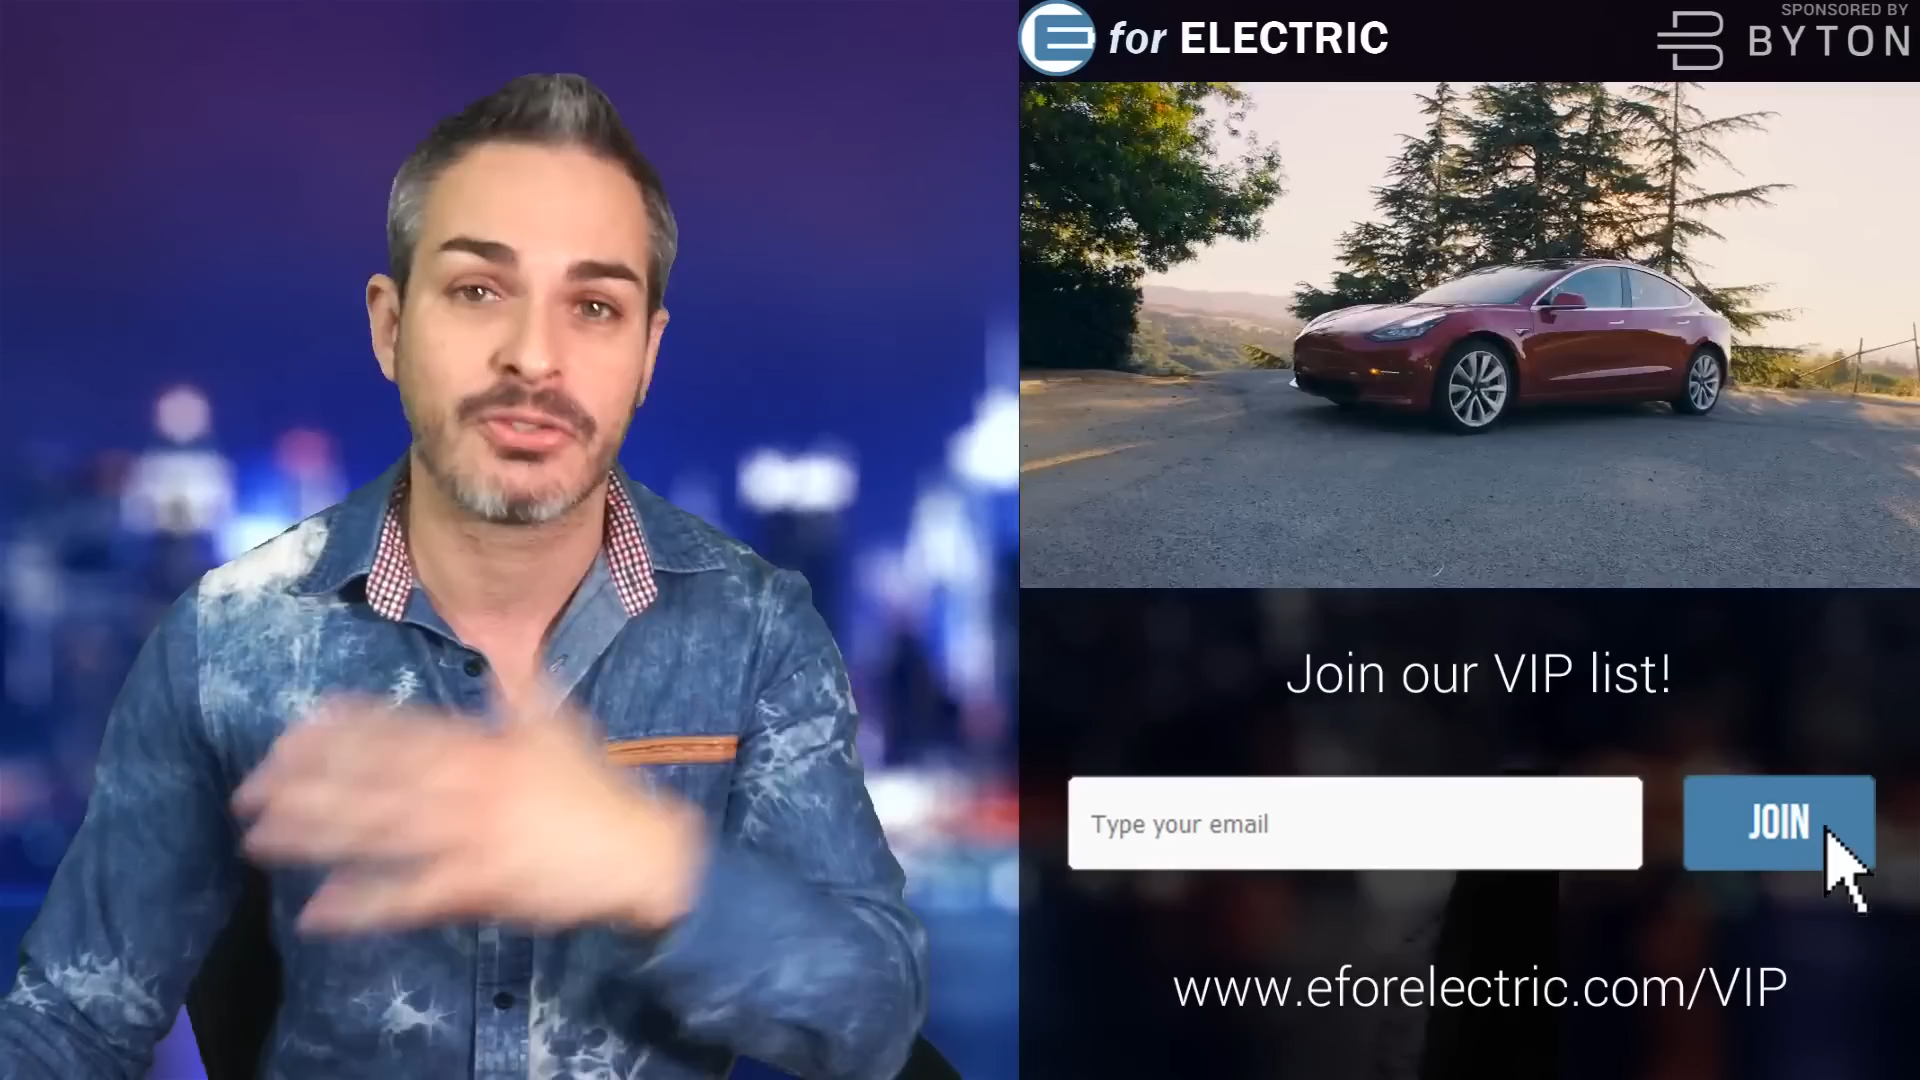 for ELECTRIC
SPONSORED BY
BYTON
Join our VIP list!
Type your email
JOIN
www.eforelectric.com/VIP